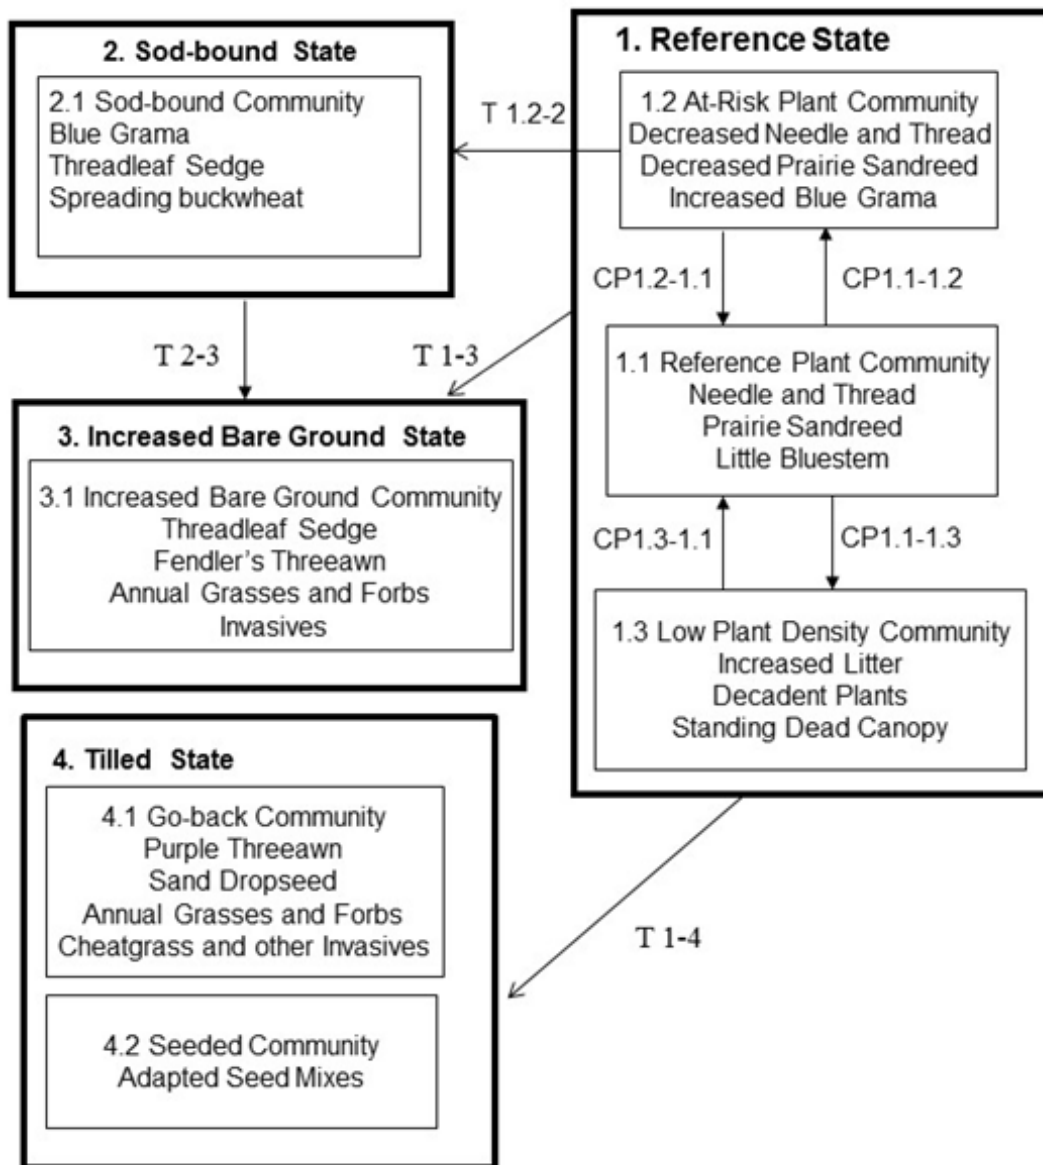 2. Sod-bound State
2.1 Sod-bound Community
Blue Grama
Threadleaf Sedge
Spreading buckwheat
T 1.2-2
1. Reference State
1.2 At-Risk Plant Community
Decreased Needle and Thread
Decreased Prairie Sandreed
Increased Blue Grama
CP1.2-1.1
CP1.1-1.2
1.1 Reference Plant Community
Needle and Thread
Prairie Sandreed
Little Bluestem
CP1.3-1.1
CP1.1-1.3
1.3 Low Plant Density Community
Increased Litter
Decadent Plants
Standing Dead Canopy
T 2-3
T 1-3
3. Increased Bare Ground State
3.1 Increased Bare Ground Community
Threadleaf Sedge
Fendler's Threeawn
Annual Grasses and Forbs
Invasives
4. Tilled State
4.1 Go-back Community
Purple Threeawn
Sand Dropseed
Annual Grasses and Forbs
Cheatgrass and other Invasives
T 1-4
4.2 Seeded Community
Adapted Seed Mixes